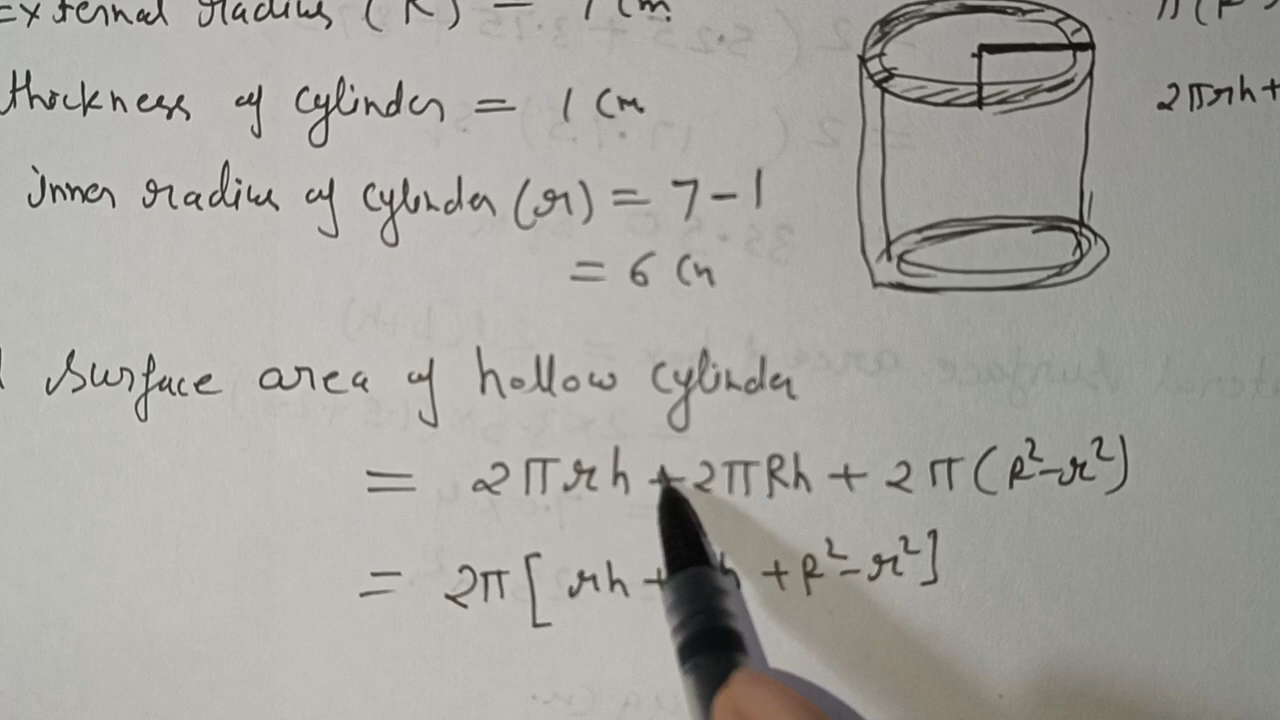 External radius (R) = 7 cm.
π(R
thickness of cylinder = 1 cm
2πrh +
inner radius of cylinder (r) = 7 - 1
= 6 cm
surface area of hollow cylinder
= 2πrh + 2πRh + 2π(R²-r²)
= 2π[ rh + h + R²-r²]